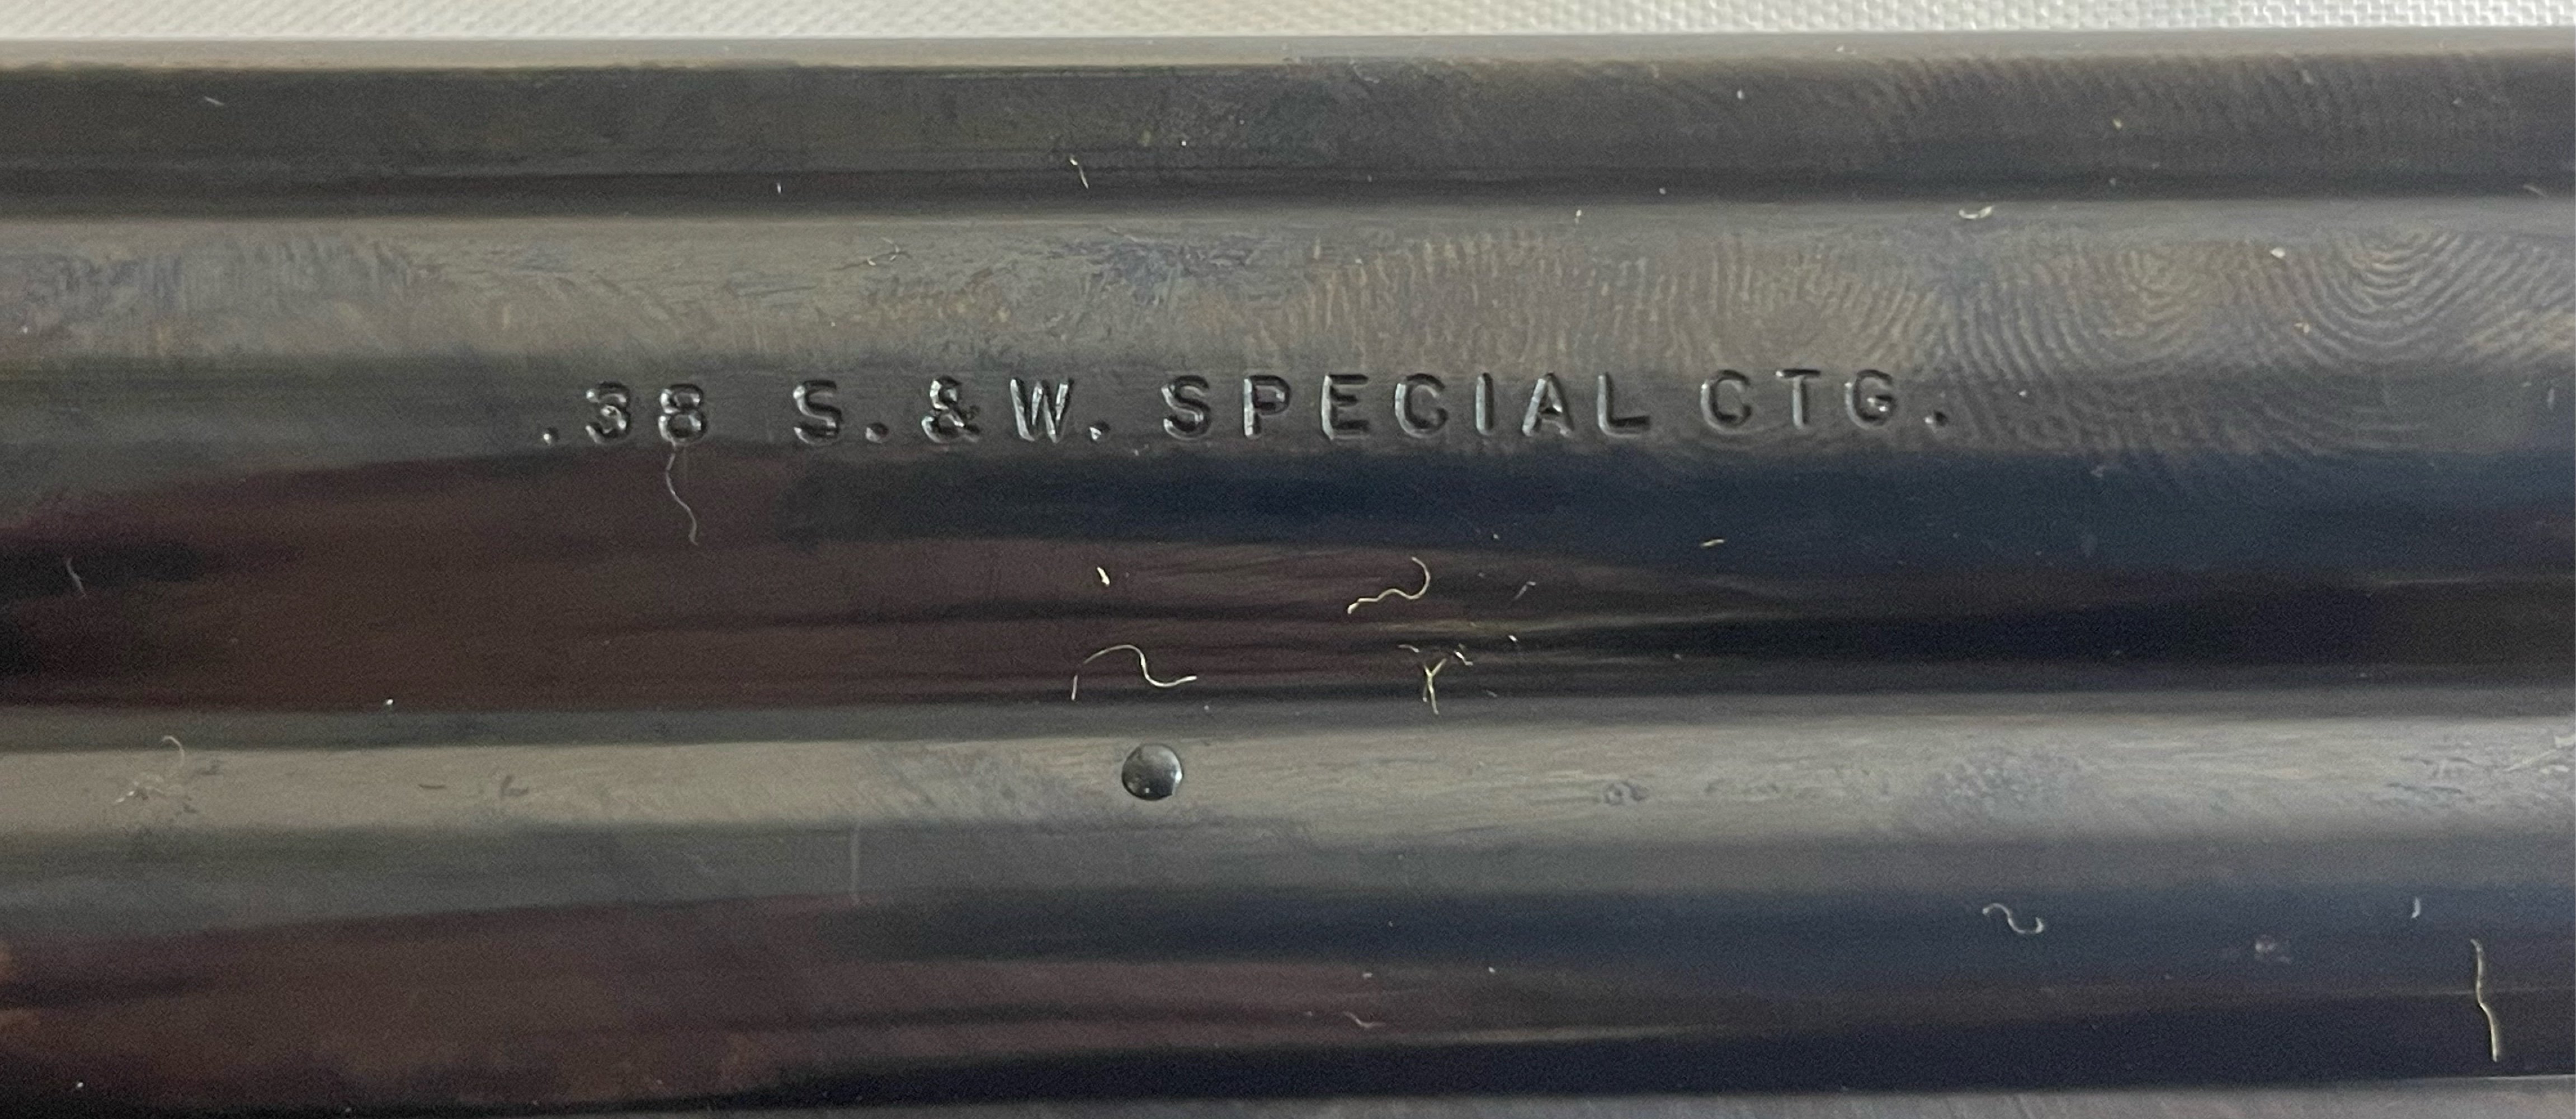 .38 S.&W. SPECIAL CTG.